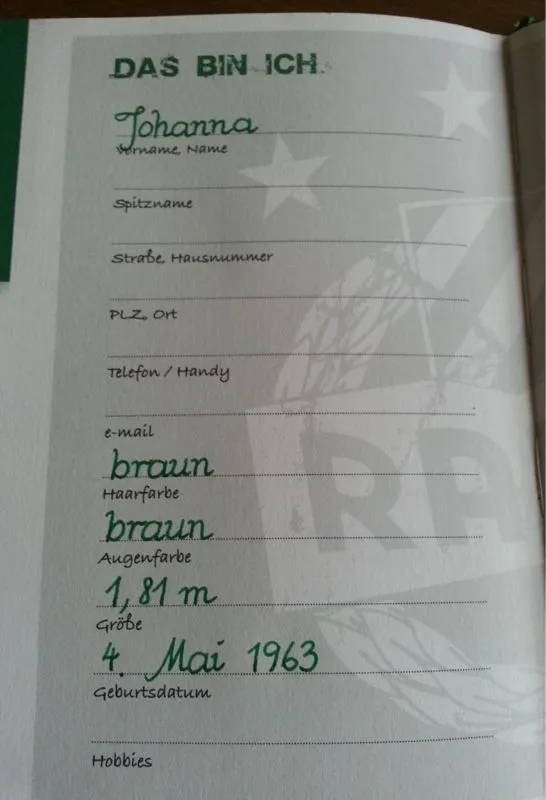 DAS BIN ICH
Johanna
Vorname, Name
Spitzname
Straße, Hausnummer
PLZ, Ort
Telefon / Handy
e-mail
braun
Haarfarbe
braun
Augenfarbe
1,81 m
Größe
4. Mai 1963
Geburtsdatum
Hobbies
RA